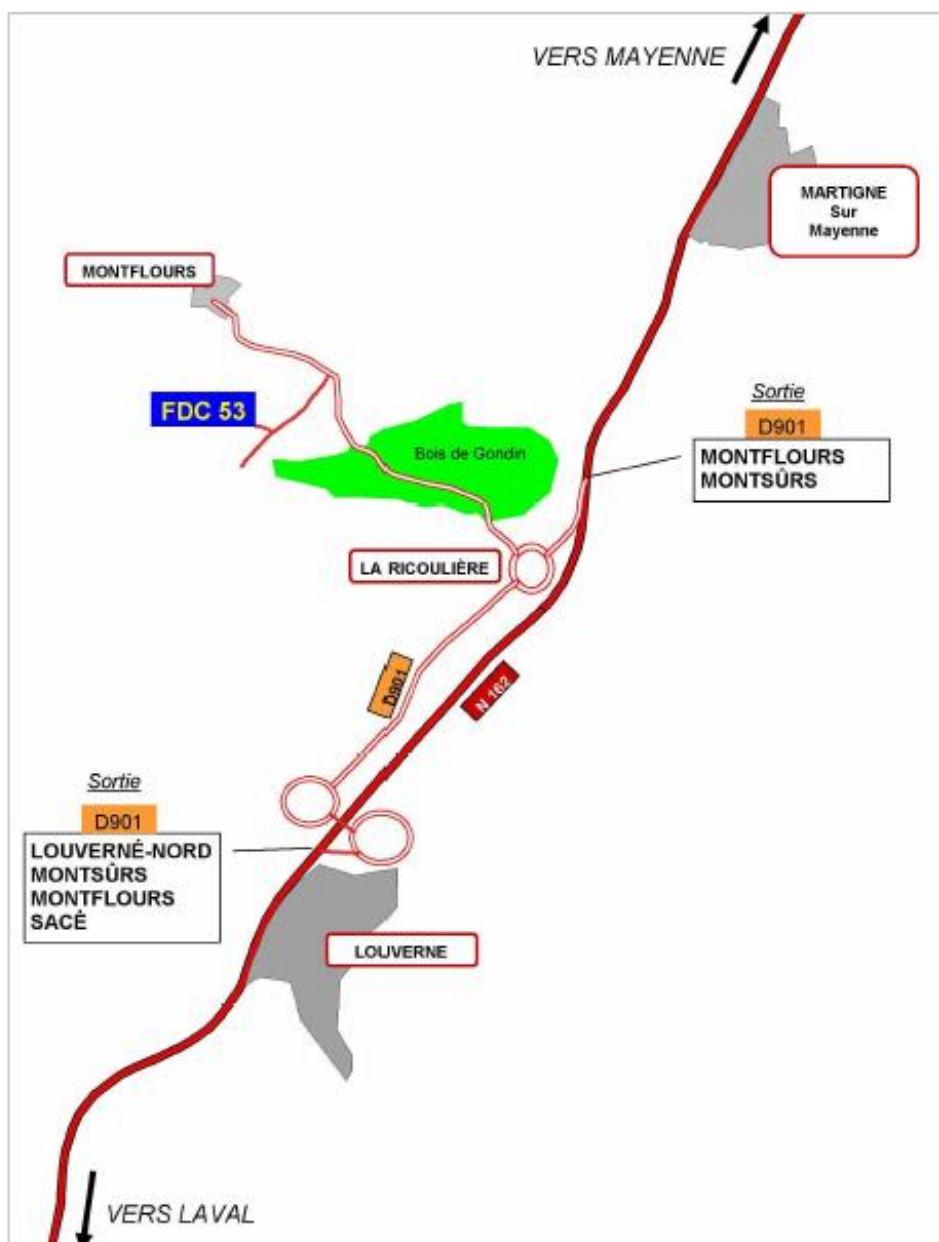 VERS MAYENNE
MARTIGNE
Sur
Mayenne
MONTFLOURS
Sortie
D901
MONTFLOURS
MONTSÛRS
FDC 53
Bois de Gondin
LA RICOULIÈRE
D901
N 162
Sortie
D901
LOUVERNÉ-NORD
MONTSÛRS
MONTFLOURS
SACÉ
LOUVERNE
VERS LAVAL